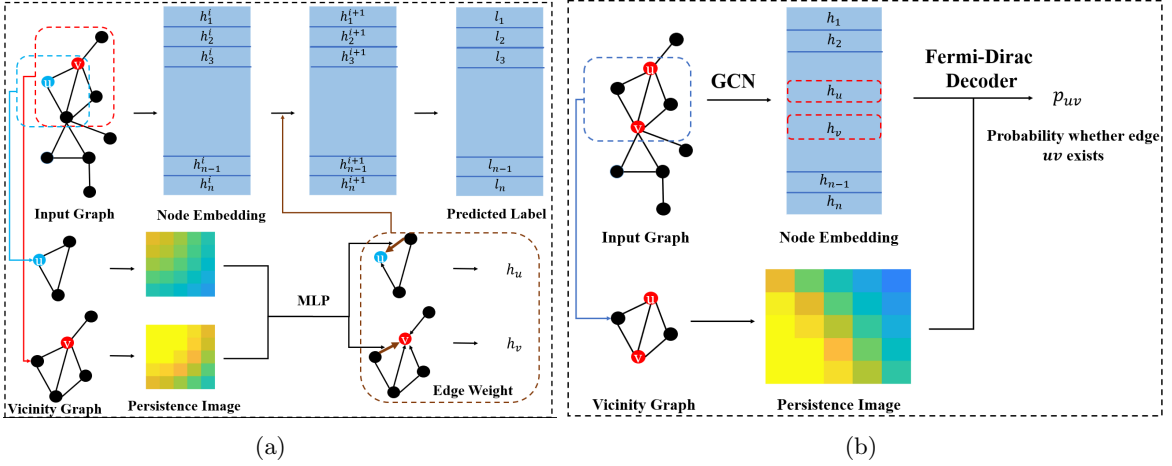 h_1^i
h_2^i
h_3^i
h_{n-1}^i
h_n^i
h_1^{i+1}
h_2^{i+1}
h_3^{i+1}
h_{n-1}^{i+1}
h_n^{i+1}
l_1
l_2
l_3
l_{n-1}
l_n
u
v
Input Graph
Node Embedding
Predicted Label
u
v
MLP
u
v
h_u
h_v
Edge Weight
Vicinity Graph
Persistence Image
(a)
u
v
GCN
h_1
h_2
h_u
h_v
h_{n-1}
h_n
Fermi-Dirac
Decoder
p_{uv}
Probability whether edge
uv exists
Input Graph
Node Embedding
u
v
Vicinity Graph
Persistence Image
(b)